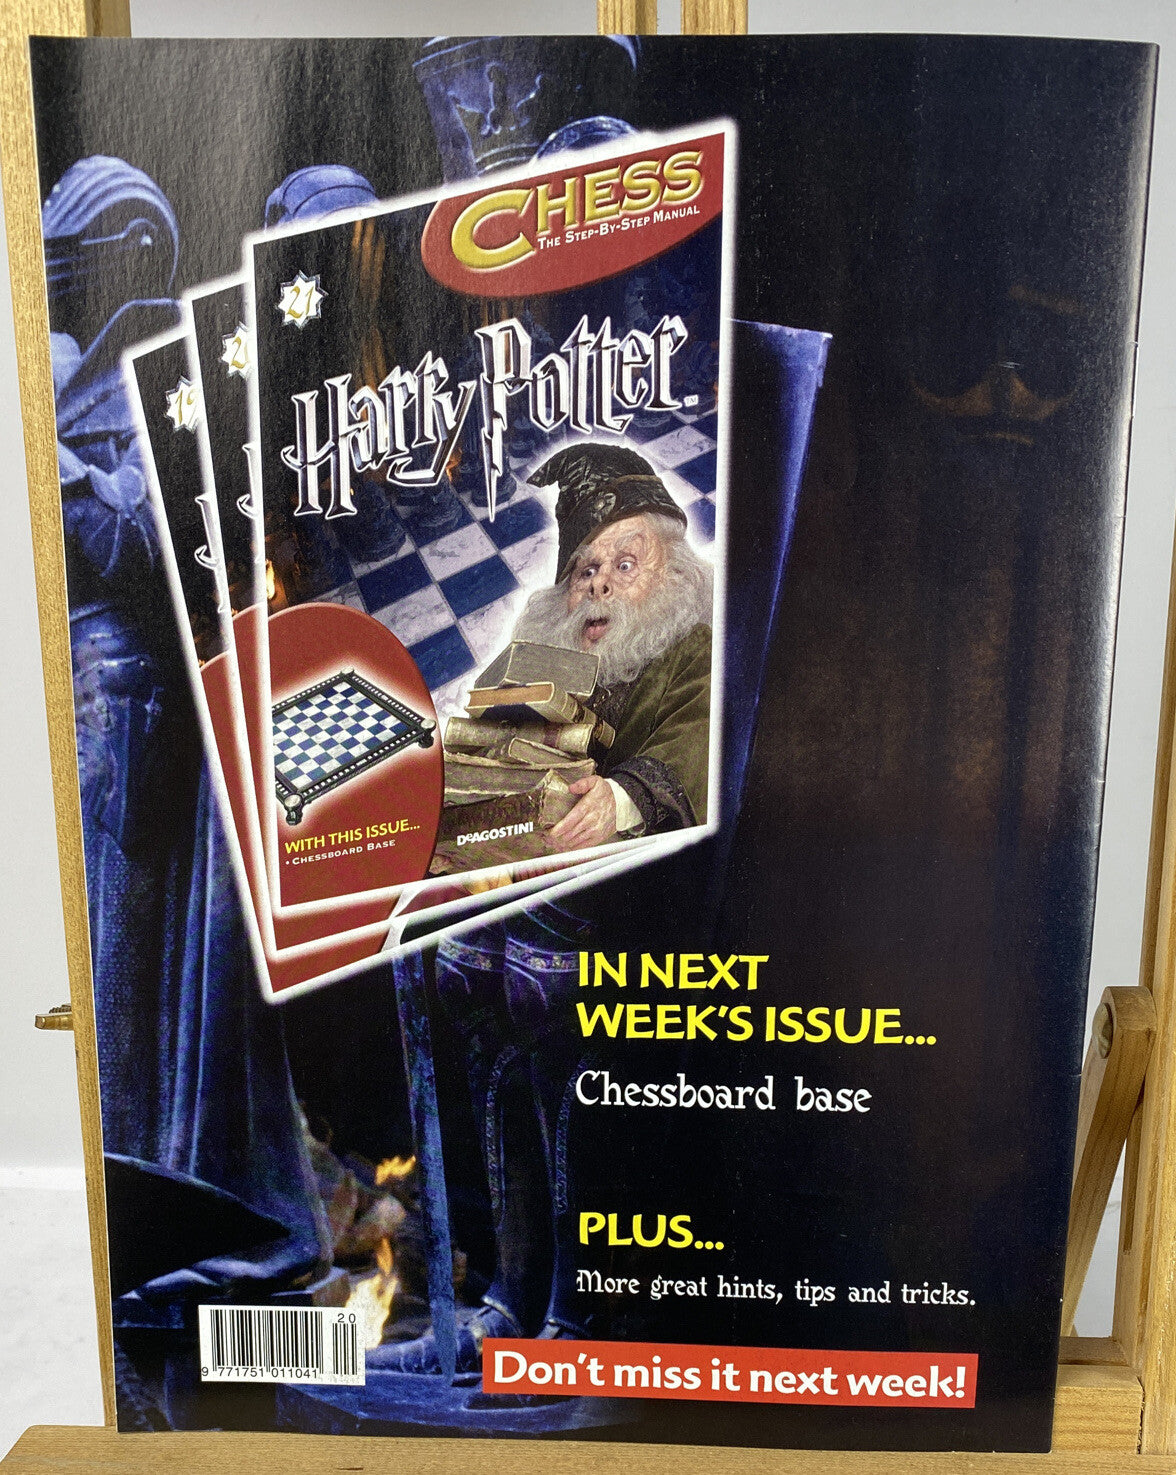 CHESS
THE STEP-BY-STEP MANUAL
21
Harry Potter™
WITH THIS ISSUE...
• CHESSBOARD BASE
DeAGOSTINI
IN NEXT
WEEK'S ISSUE...
Chessboard base
PLUS...
More great hints, tips and tricks.
Don't miss it next week!
20
9 771751 011041